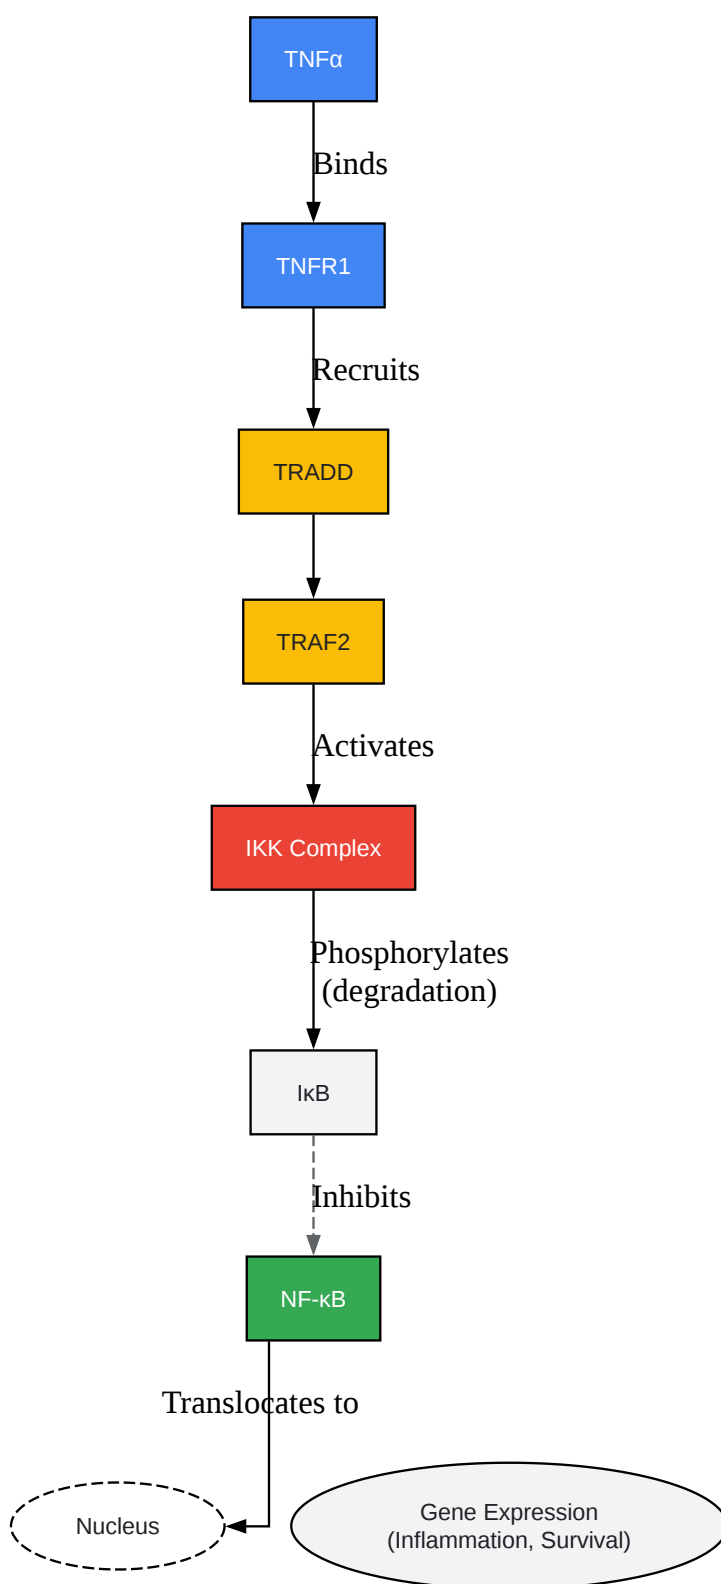 TNFα
Binds
TNFR1
Recruits
TRADD
TRAF2
Activates
IKK Complex
Phosphorylates
(degradation)
IκB
Inhibits
NF-κB
Translocates to
Nucleus
Gene Expression
(Inflammation, Survival)